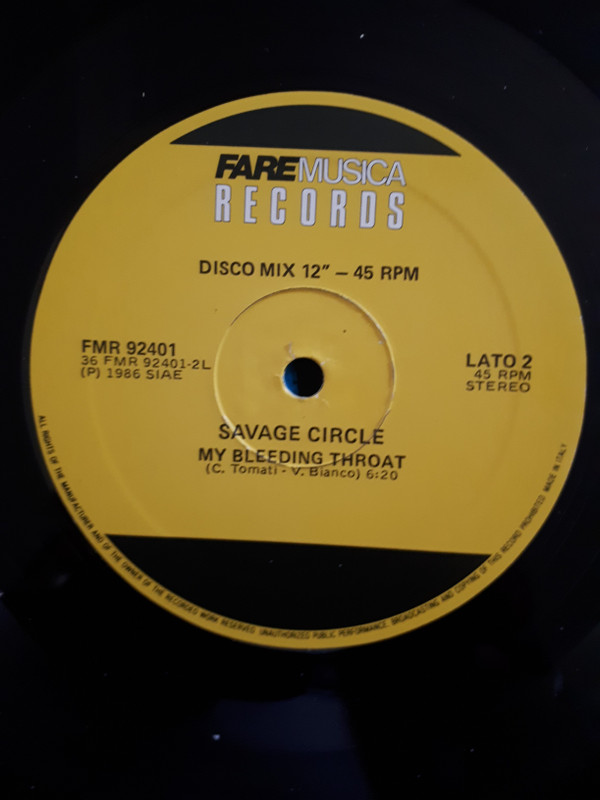 FAREMUSICA
RECORDS
DISCO MIX 12" – 45 RPM
FMR 92401
36 FMR 92401-2L
(P) 1986 SIAE
LATO 2
45 RPM
STEREO
SAVAGE CIRCLE
MY BLEEDING THROAT
(C. Tomati - V. Bianco) 6:20
ALL RIGHTS OF THE MANUFACTURER AND OF THE OWNER OF THE RECORDED WORK RESERVED. UNAUTHORIZED PUBLIC PERFORMANCE, BROADCASTING AND COPYING OF THIS RECORD PROHIBITED. MADE IN ITALY